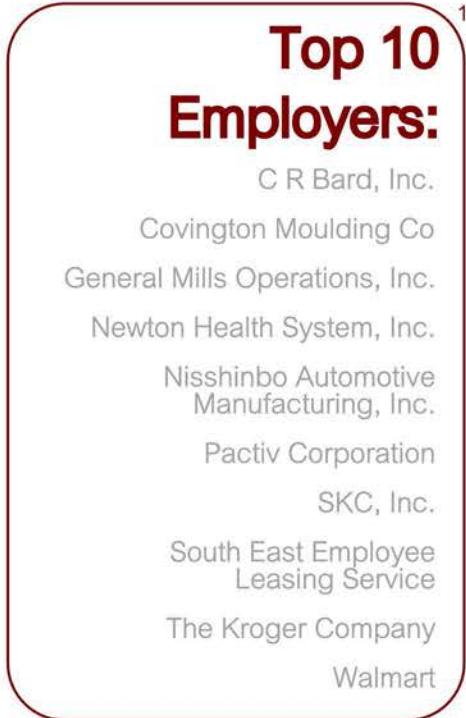 1
Top 10
Employers:
C R Bard, Inc.
Covington Moulding Co
General Mills Operations, Inc.
Newton Health System, Inc.
Nisshinbo Automotive
Manufacturing, Inc.
Pactiv Corporation
SKC, Inc.
South East Employee
Leasing Service
The Kroger Company
Walmart